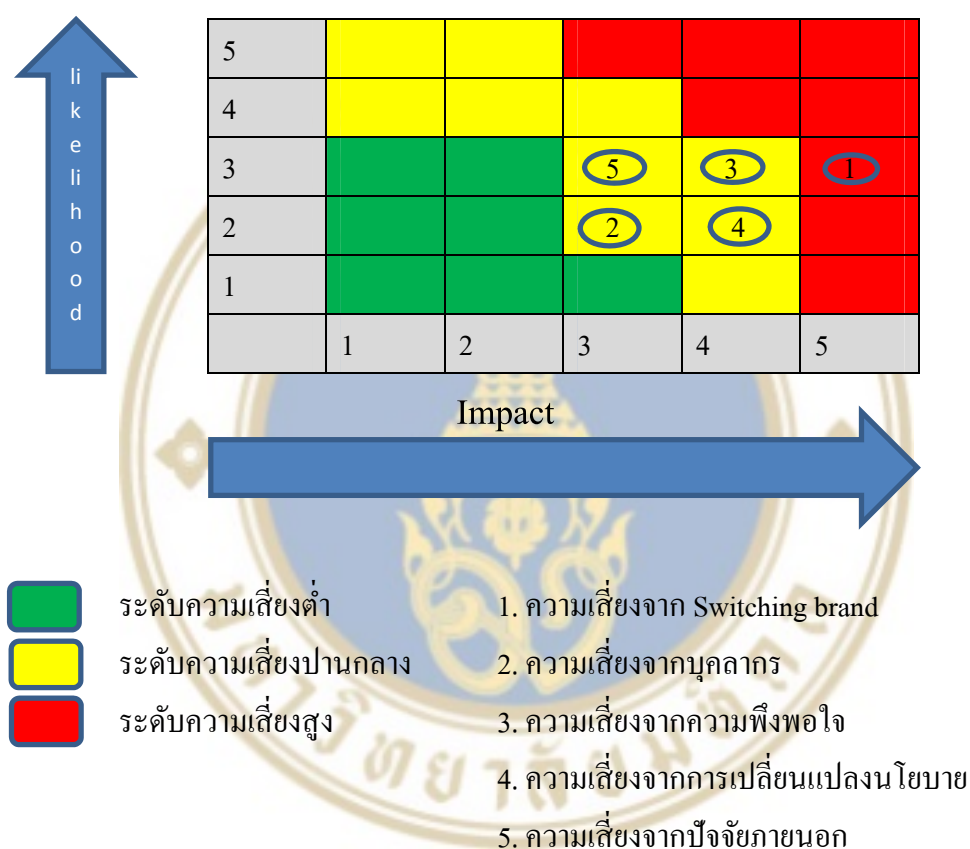 li
k
e
li
h
o
o
d
5
4
3 5 3 1
2 2 4
1
1 2 3 4 5
Impact
ระดับความเสี่ยงต่ำ 1. ความเสี่ยงจาก Switching brand
ระดับความเสี่ยงปานกลาง 2. ความเสี่ยงจากบุคลากร
ระดับความเสี่ยงสูง 3. ความเสี่ยงจากความพึงพอใจ
4. ความเสี่ยงจากการเปลี่ยนแปลงนโยบาย
5. ความเสี่ยงจากปัจจัยภายนอก